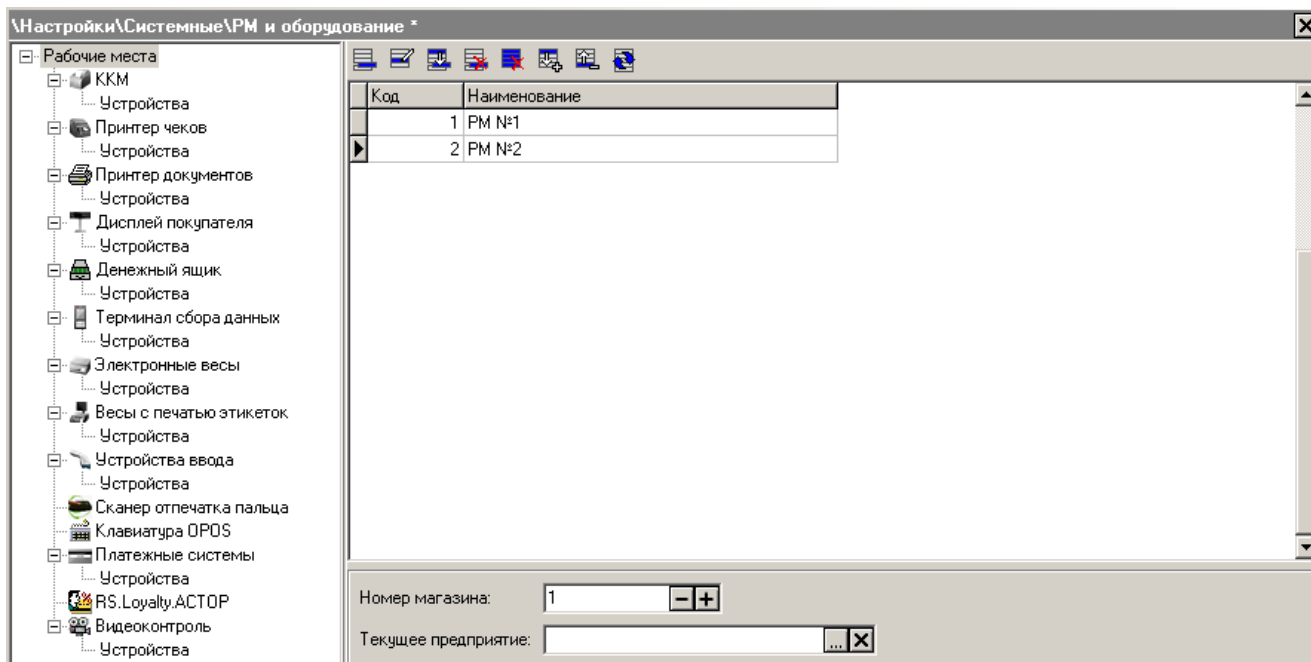 \Настройки\Системные\РМ и оборудование *
Рабочие места
ККМ
Устройства
Принтер чеков
Устройства
Принтер документов
Устройства
Дисплей покупателя
Устройства
Денежный ящик
Устройства
Терминал сбора данных
Устройства
Электронные весы
Устройства
Весы с печатью этикеток
Устройства
Устройства ввода
Устройства
Сканер отпечатка пальца
Клавиатура OPOS
Платежные системы
Устройства
RS.Loyalty.ACTOP
Видеоконтроль
Устройства
Код Наименование
1 РМ №1
2 РМ №2
Номер магазина: 1
Текущее предприятие: ...